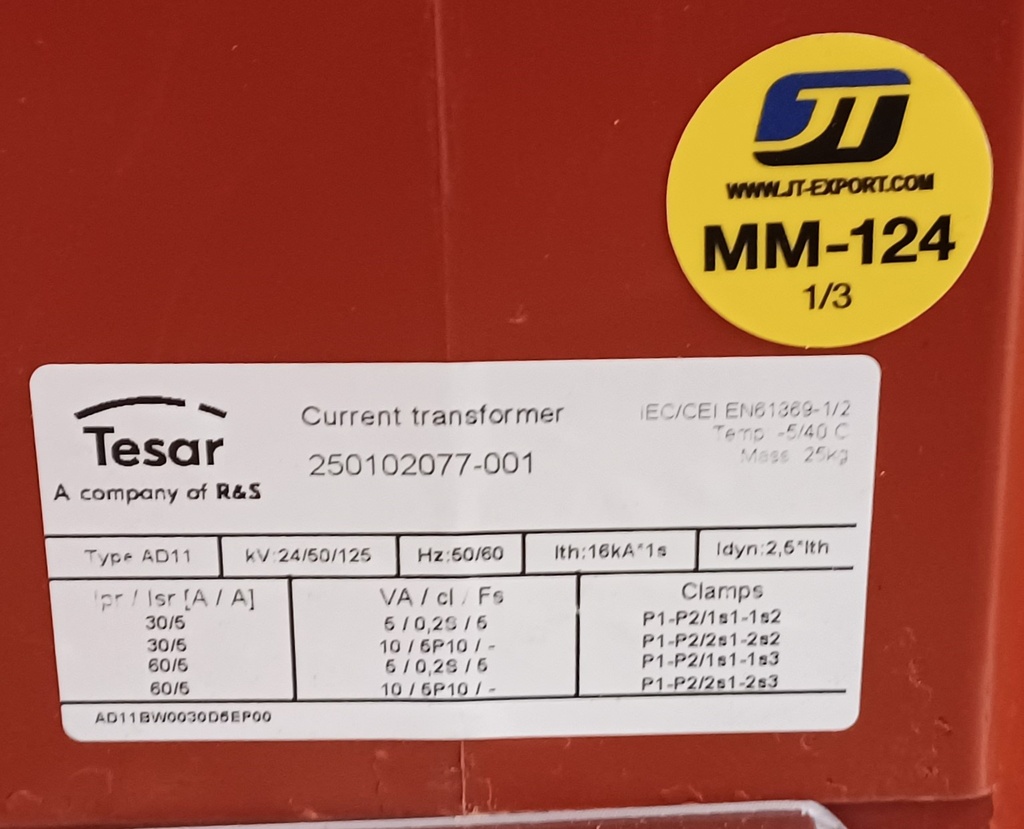 JT
WWW.JT-EXPORT.COM
MM-124
1/3
Tesar
A company of R&S
Current transformer
250102077-001
IEC/CEI EN61869-1/2
Temp -5/40 C
Mass 25kg
Type AD11
kV:24/50/125
Hz:50/60
Ith:16kA*1s
Idyn:2,5*Ith
Ipr / Isr [A / A]
VA / cl / Fs
Clamps
30/5
5 / 0,2S / 5
P1-P2/1s1-1s2
30/5
10 / 5P10 / -
P1-P2/2s1-2s2
60/5
5 / 0,2S / 5
P1-P2/1s1-1s3
60/5
10 / 5P10 / -
P1-P2/2s1-2s3
AD11BW0030D5EP00